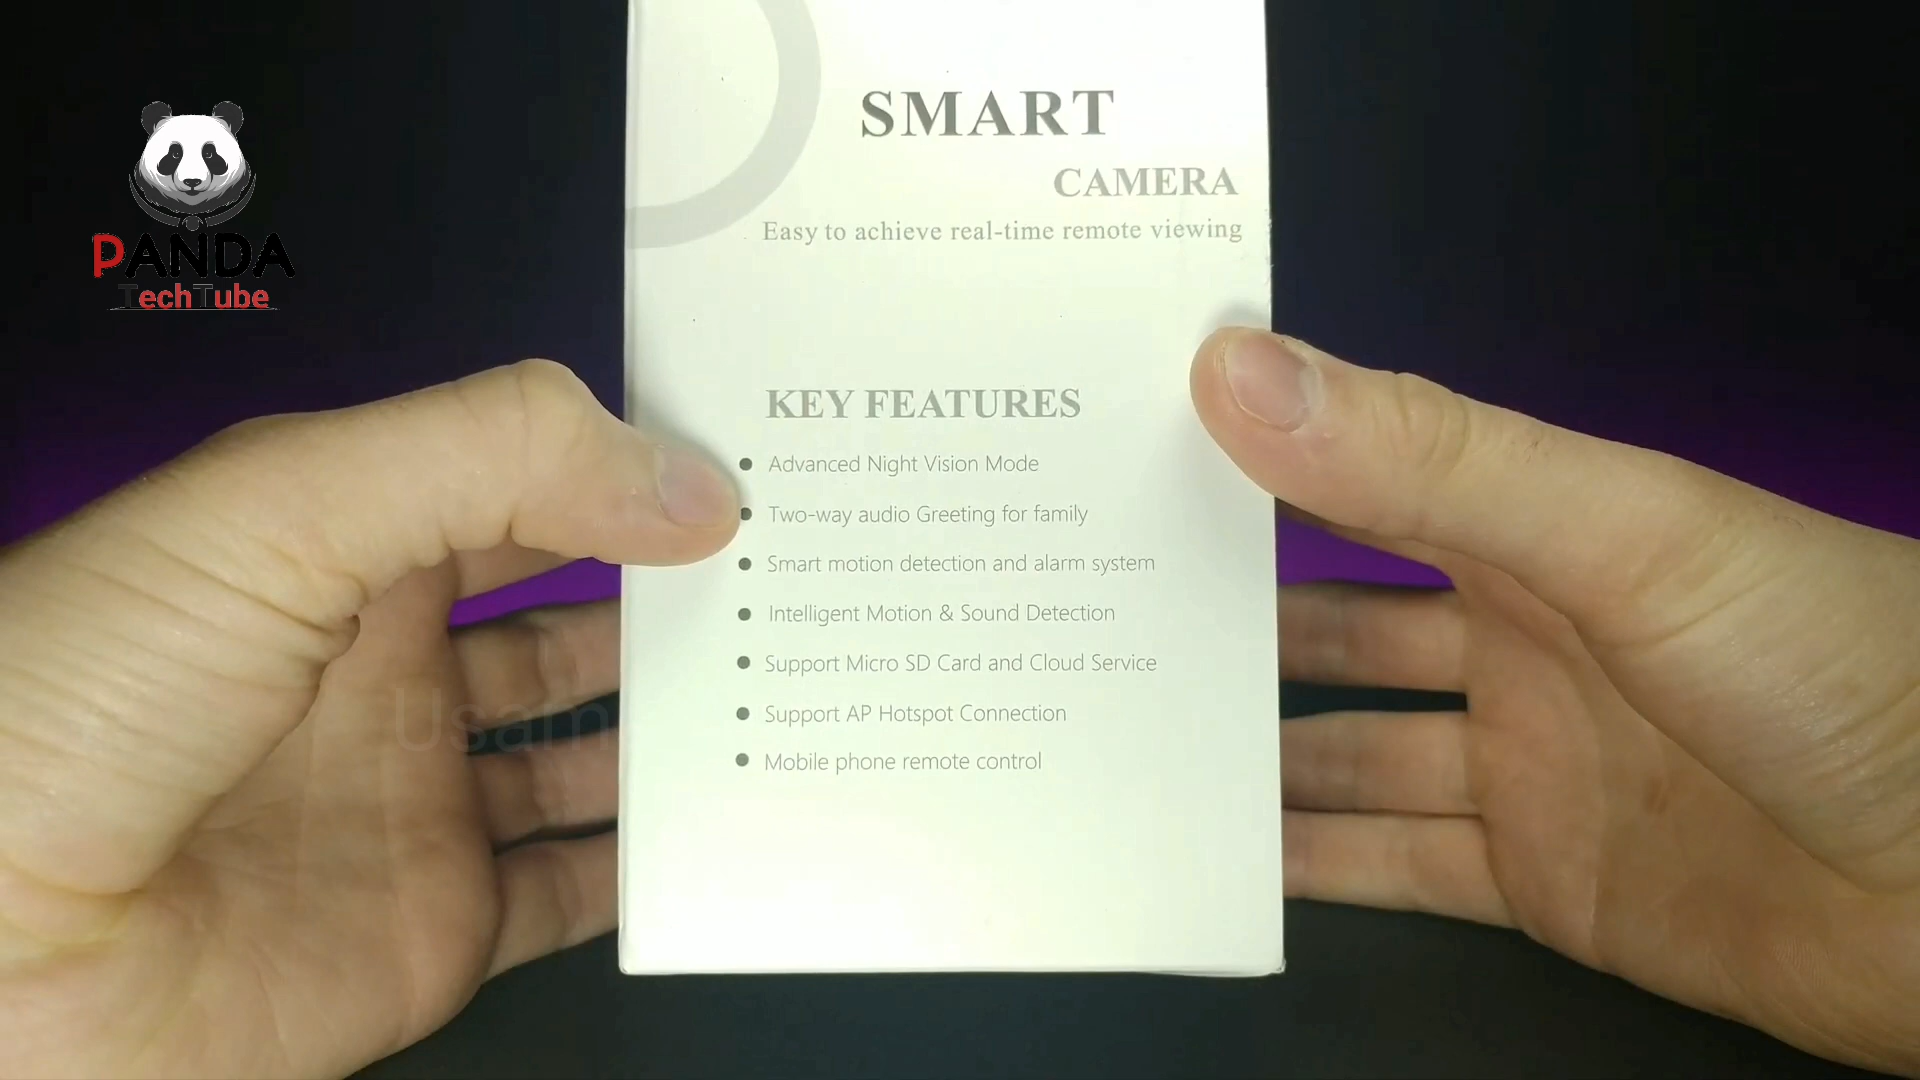 PANDA
TechTube
SMART
CAMERA
Easy to achieve real-time remote viewing
KEY FEATURES
Advanced Night Vision Mode
Two-way audio Greeting for family
Smart motion detection and alarm system
Intelligent Motion & Sound Detection
Support Micro SD Card and Cloud Service
Support AP Hotspot Connection
Mobile phone remote control